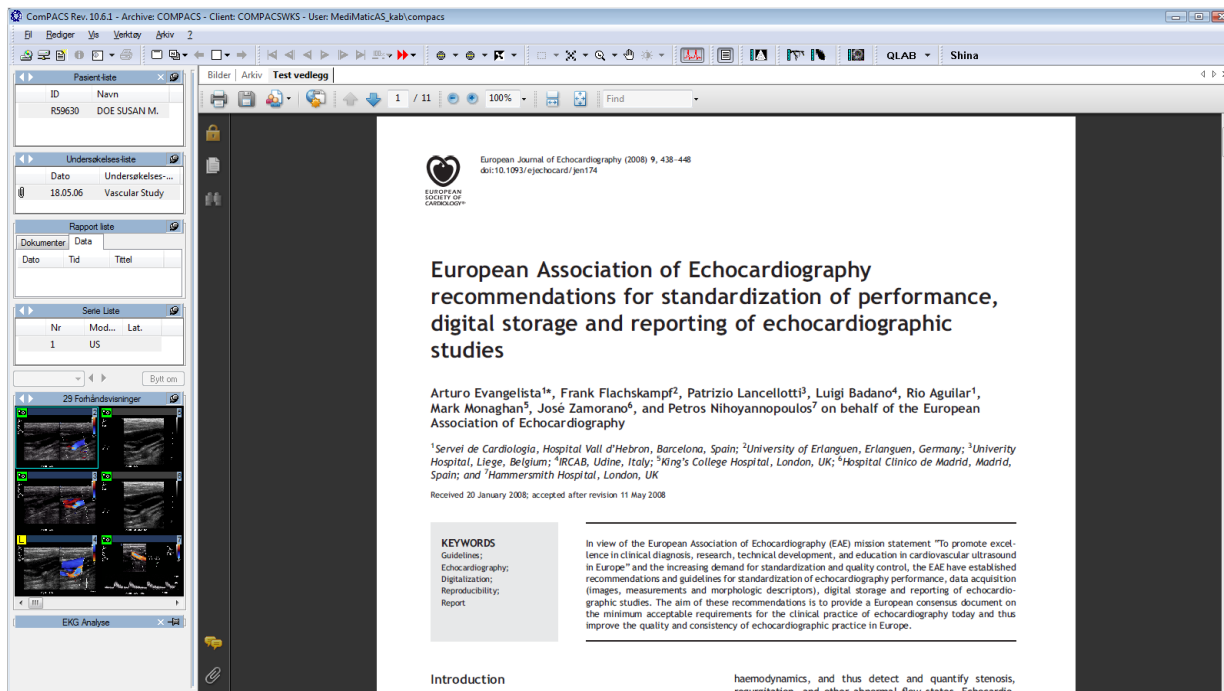 ComPACS Rev. 10.6.1 - Archive: COMPACS - Client: COMPACSWKS - User: MediMaticAS_kab\compacs
Fil Rediger Vis Verktøy Arkiv ?
QLAB Shina
Pasient-liste
ID Navn
R59630 DOE SUSAN M.
Undersøkelses-liste
Dato Undersøkelses-...
18.05.06 Vascular Study
Rapport liste
Dokumenter Data
Dato Tid Tittel
Serie Liste
Nr Mod... Lat.
1 US
Bytt om
29 Forhåndsvisninger
EKG Analyse
Bilder Arkiv Test vedlegg
1 / 11 100% Find
EUROPEAN
SOCIETY OF
CARDIOLOGY®
European Journal of Echocardiography (2008) 9, 438–448
doi:10.1093/ejechocard/jen174
European Association of Echocardiography
recommendations for standardization of performance,
digital storage and reporting of echocardiographic
studies
Arturo Evangelista1*, Frank Flachskampf2, Patrizio Lancellotti3, Luigi Badano4, Rio Aguilar1,
Mark Monaghan5, José Zamorano6, and Petros Nihoyannopoulos7 on behalf of the European
Association of Echocardiography
1Servei de Cardiologia, Hospital Vall d’Hebron, Barcelona, Spain; 2University of Erlanguen, Erlanguen, Germany; 3Univerity
Hospital, Liege, Belgium; 4IRCAB, Udine, Italy; 5King’s College Hospital, London, UK; 6Hospital Clinico de Madrid, Madrid,
Spain; and 7Hammersmith Hospital, London, UK
Received 20 January 2008; accepted after revision 11 May 2008
KEYWORDS
Guidelines;
Echocardiography;
Digitalization;
Reproducibility;
Report
In view of the European Association of Echocardiography (EAE) mission statement "To promote excel-
lence in clinical diagnosis, research, technical development, and education in cardiovascular ultrasound
in Europe" and the increasing demand for standardization and quality control, the EAE have established
recommendations and guidelines for standardization of echocardiography performance, data acquisition
(images, measurements and morphologic descriptors), digital storage and reporting of echocardio-
graphic studies. The aim of these recommendations is to provide a European consensus document on
the minimum acceptable requirements for the clinical practice of echocardiography today and thus
improve the quality and consistency of echocardiographic practice in Europe.
Introduction
haemodynamics, and thus detect and quantify stenosis,
regurgitation, and other abnormal flow states. Echocardio-